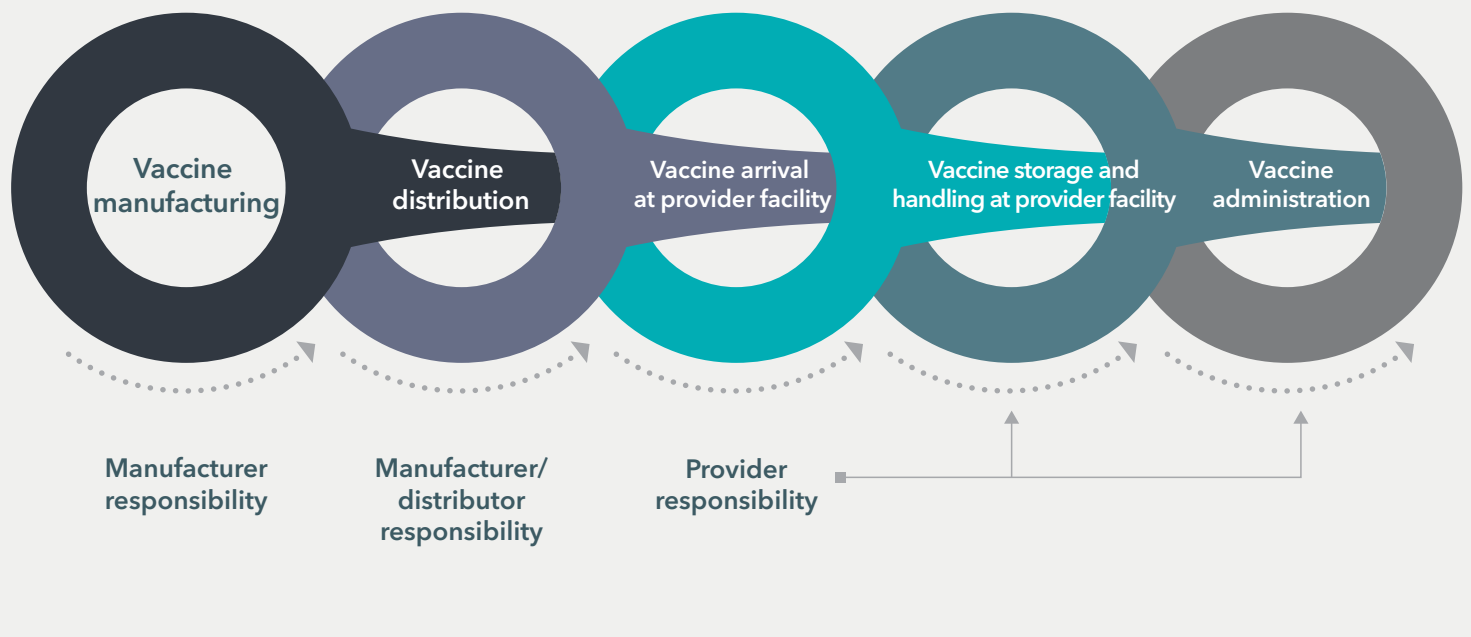 Vaccine
manufacturing
Vaccine
distribution
Vaccine arrival
at provider facility
Vaccine storage and
handling at provider facility
Vaccine
administration
Manufacturer
responsibility
Manufacturer/
distributor
responsibility
Provider
responsibility